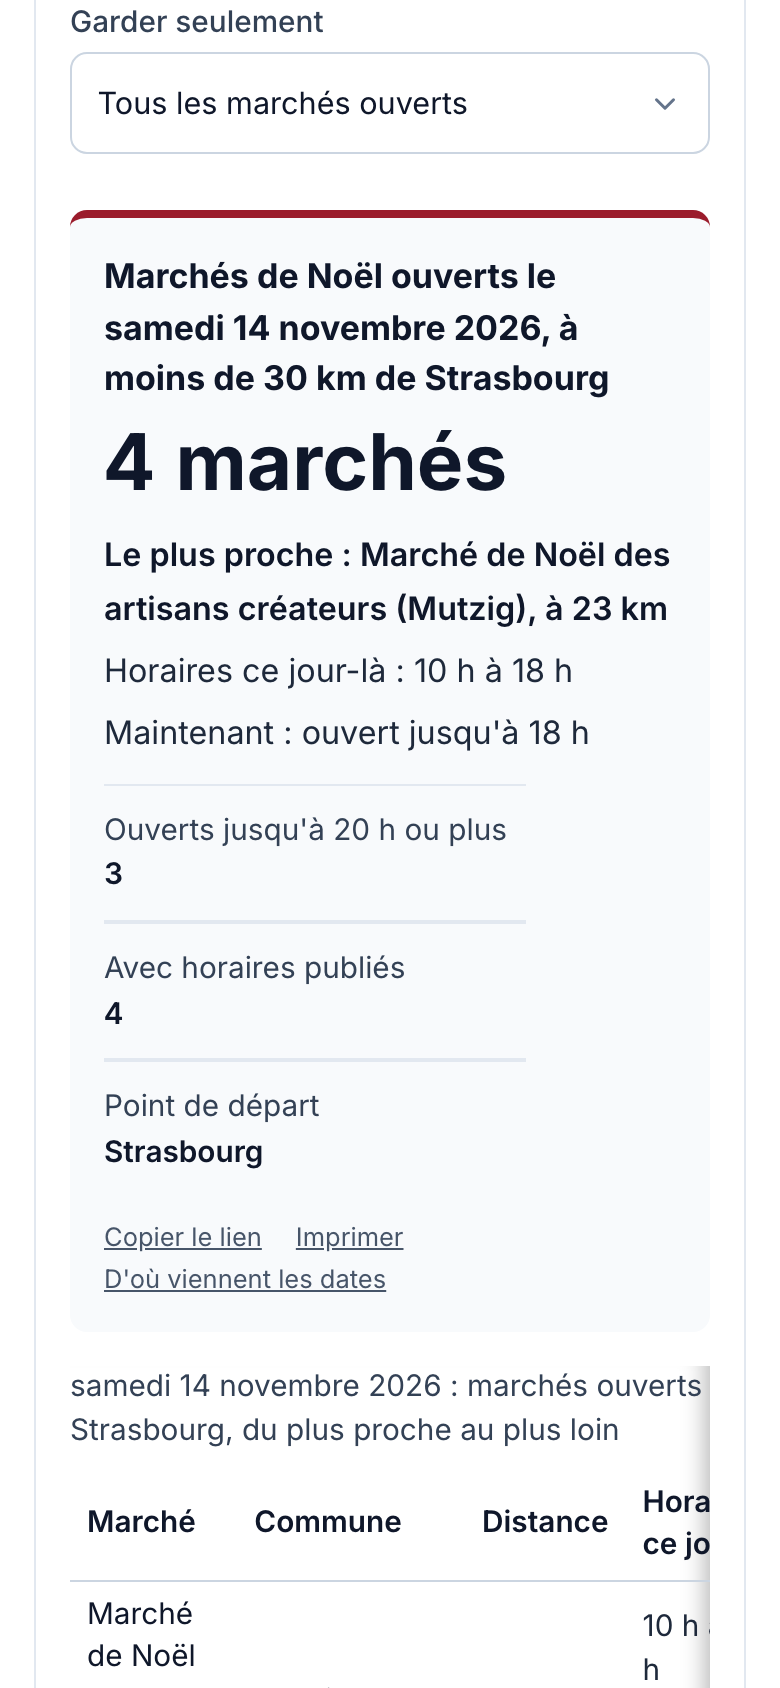 Garder seulement
Tous les marchés ouverts
Marchés de Noël ouverts le
samedi 14 novembre 2026, à
moins de 30 km de Strasbourg
4 marchés
Le plus proche : Marché de Noël des
artisans créateurs (Mutzig), à 23 km
Horaires ce jour-là : 10 h à 18 h
Maintenant : ouvert jusqu'à 18 h
Ouverts jusqu'à 20 h ou plus
3
Avec horaires publiés
4
Point de départ
Strasbourg
Copier le lien Imprimer
D'où viennent les dates
samedi 14 novembre 2026 : marchés ouverts
Strasbourg, du plus proche au plus loin
Marché Commune Distance
ce
Marché
de Noël
10 h
h